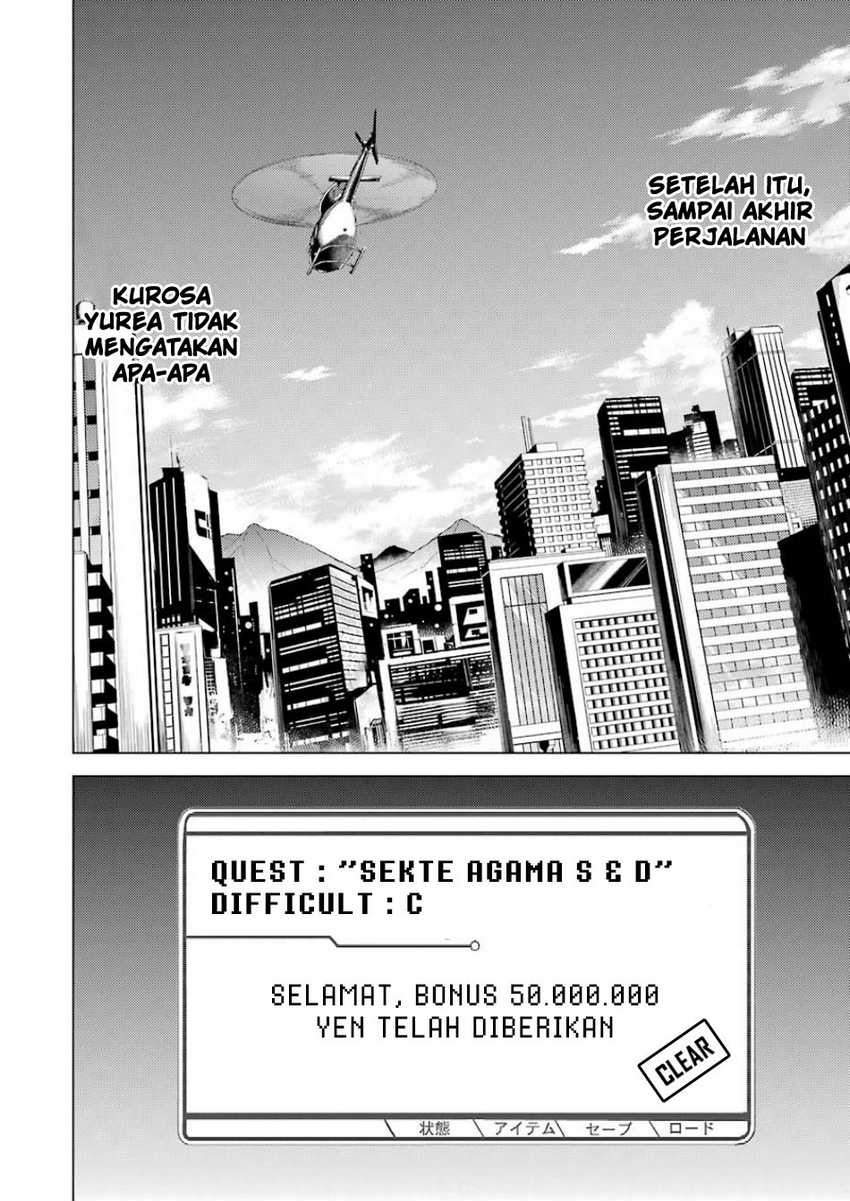 SETELAH ITU,
SAMPAI AKHIR
PERJALANAN
KUROSA
YUREA TIDAK
MENGATAKAN
APA-APA
QUEST : "SEKTE AGAMA S & D"
DIFFICULT : C
SELAMAT, BONUS 50.000.000
YEN TELAH DIBERIKAN
CLEAR
状態 アイテム セーブ ロード